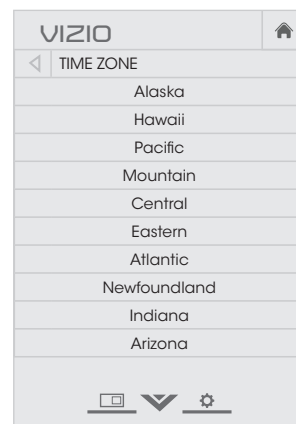 VIZIO
TIME ZONE
Alaska
Hawaii
Pacific
Mountain
Central
Eastern
Atlantic
Newfoundland
Indiana
Arizona